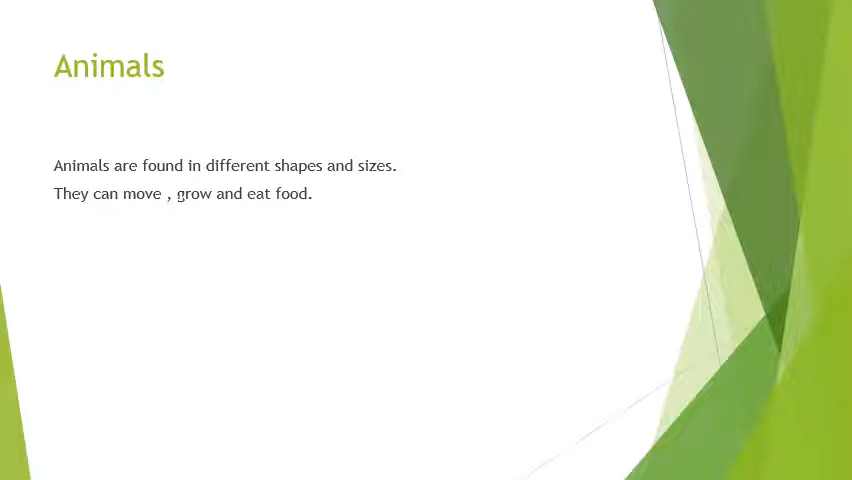 Animals
Animals are found in different shapes and sizes.
They can move , grow and eat food.